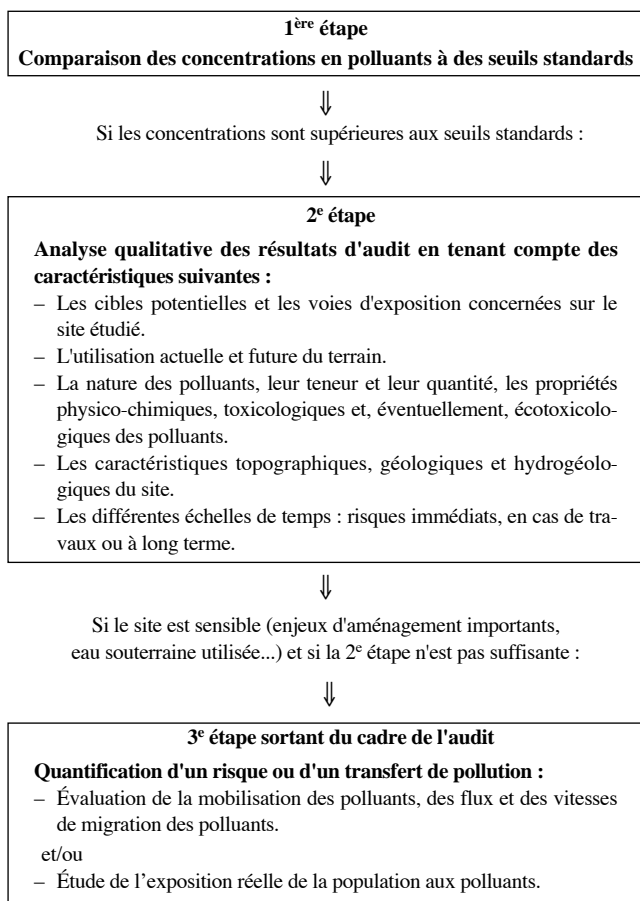 1ère étape
Comparaison des concentrations en polluants à des seuils standards
⇓
Si les concentrations sont supérieures aux seuils standards :
⇓
2e étape
Analyse qualitative des résultats d'audit en tenant compte des
caractéristiques suivantes :
– Les cibles potentielles et les voies d'exposition concernées sur le
site étudié.
– L'utilisation actuelle et future du terrain.
– La nature des polluants, leur teneur et leur quantité, les propriétés
physico-chimiques, toxicologiques et, éventuellement, écotoxicol-
ogiques des polluants.
– Les caractéristiques topographiques, géologiques et hydrogéolo-
giques du site.
– Les différentes échelles de temps : risques immédiats, en cas de tra-
vaux ou à long terme.
⇓
Si le site est sensible (enjeux d'aménagement importants,
eau souterraine utilisée...) et si la 2e étape n'est pas suffisante :
⇓
3e étape sortant du cadre de l'audit
Quantification d'un risque ou d'un transfert de pollution :
– Évaluation de la mobilisation des polluants, des flux et des vitesses
de migration des polluants.
et/ou
– Étude de l’exposition réelle de la population aux polluants.